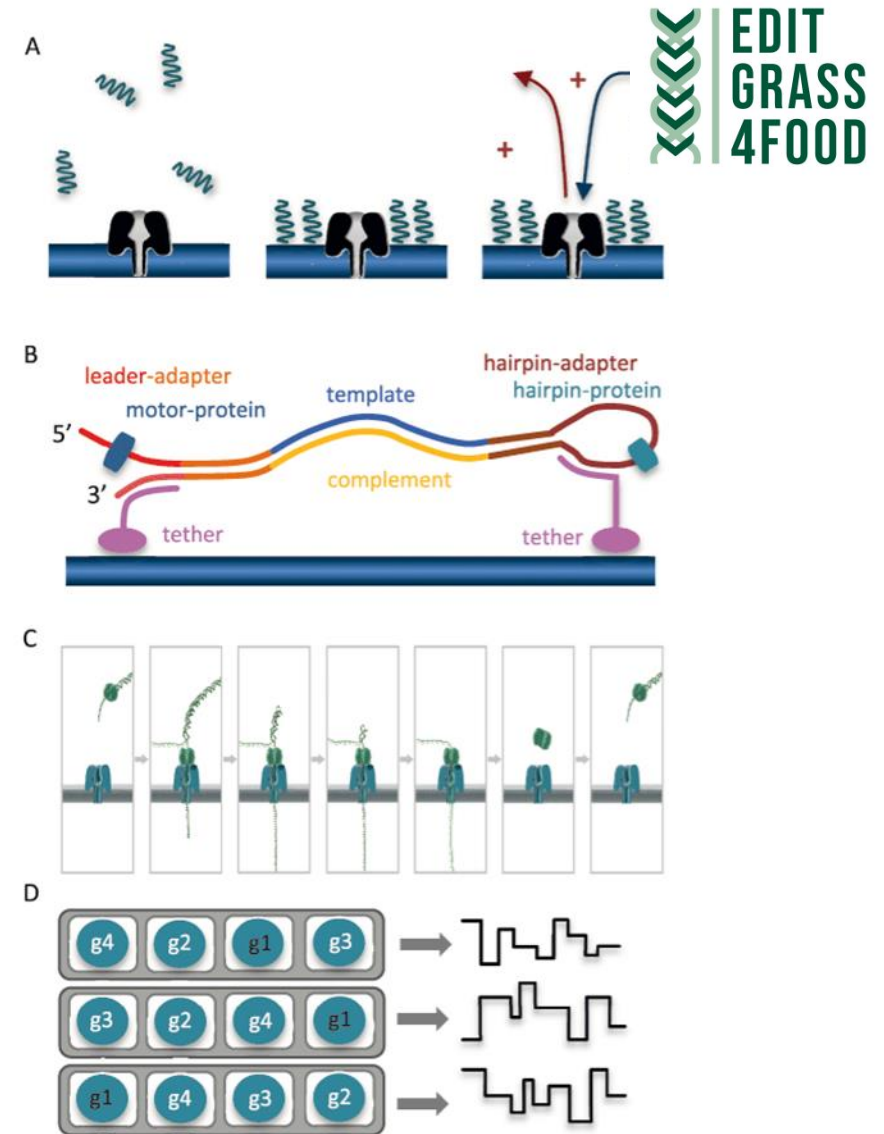 EDIT
GRASS
4FOOD
A
+
+
B
leader-adapter
motor-protein
5'
3'
template
complement
hairpin-adapter
hairpin-protein
tether
tether
C
D
g4 g2 g1 g3
g3 g2 g4 g1
g1 g4 g3 g2